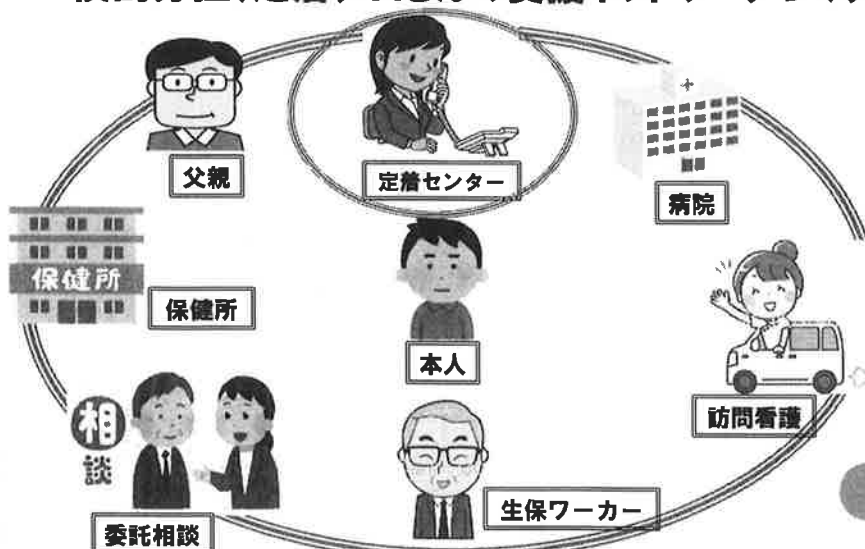 父親
定着センター
病院
保健所
保健所
本人
相
談
訪問看護
生保ワーカー
委託相談